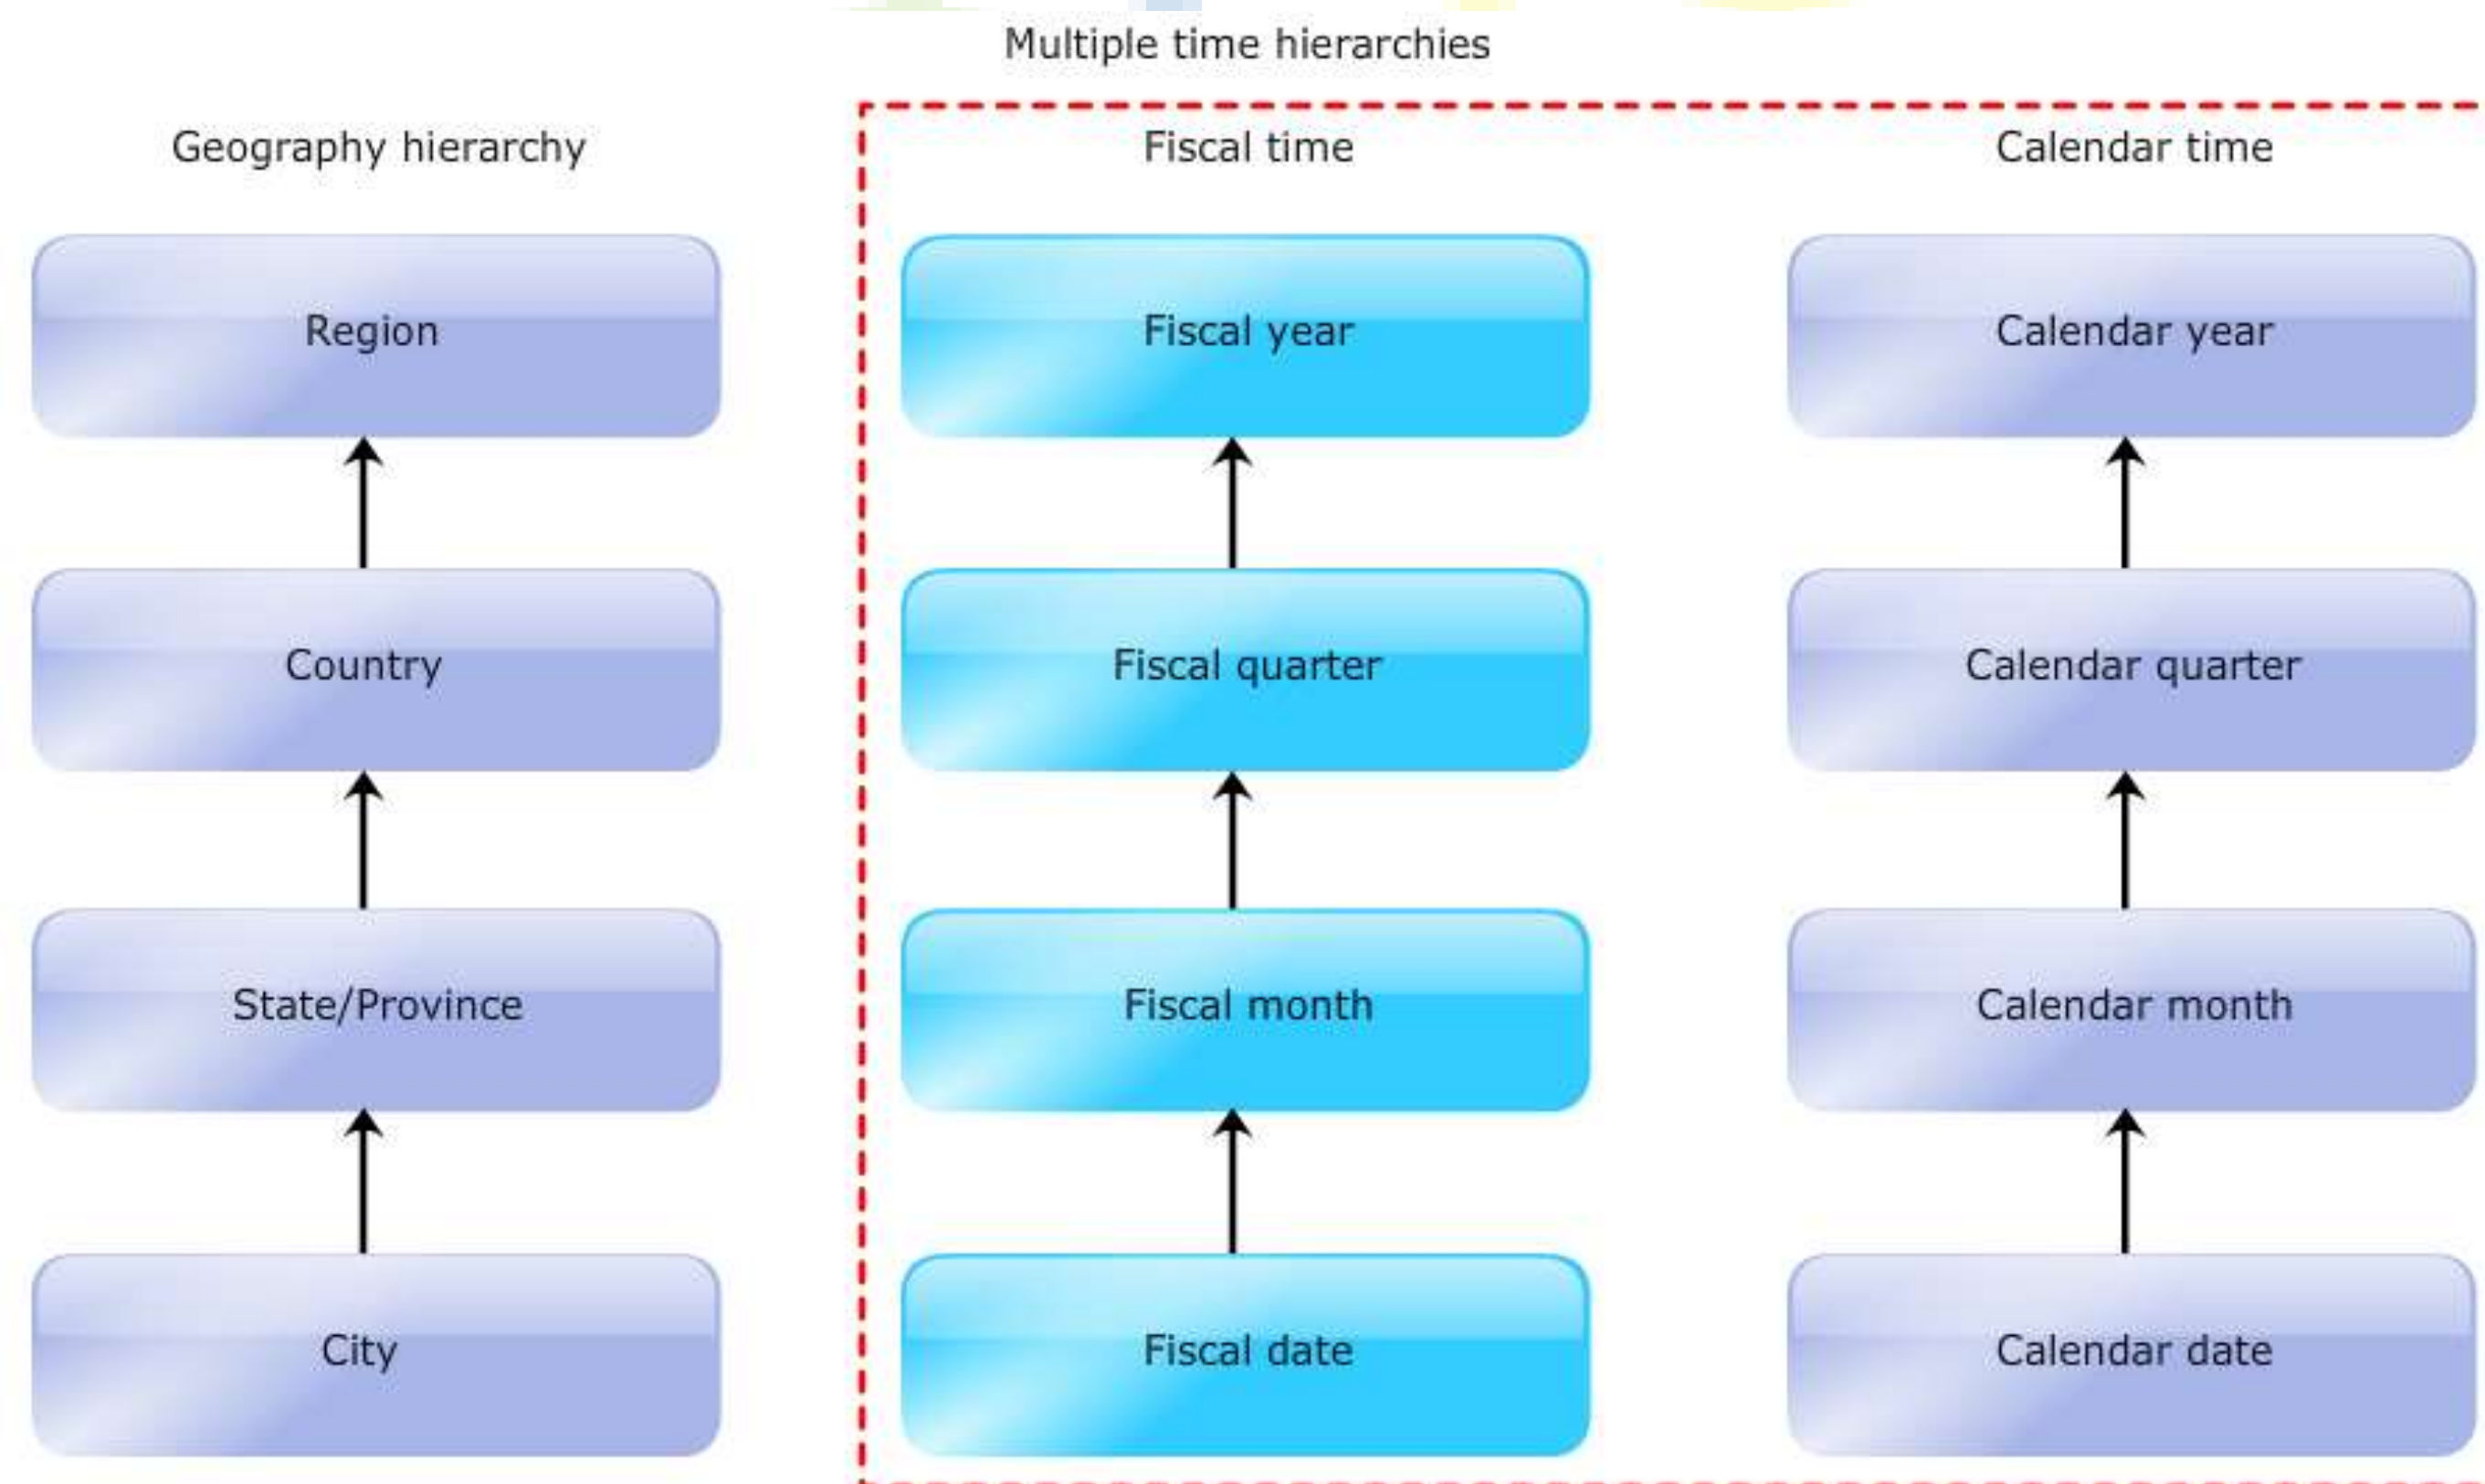 Multiple time hierarchies
Geography hierarchy
Fiscal time
Calendar time
Region
Fiscal year
Calendar year
Country
Fiscal quarter
Calendar quarter
State/Province
Fiscal month
Calendar month
City
Fiscal date
Calendar date